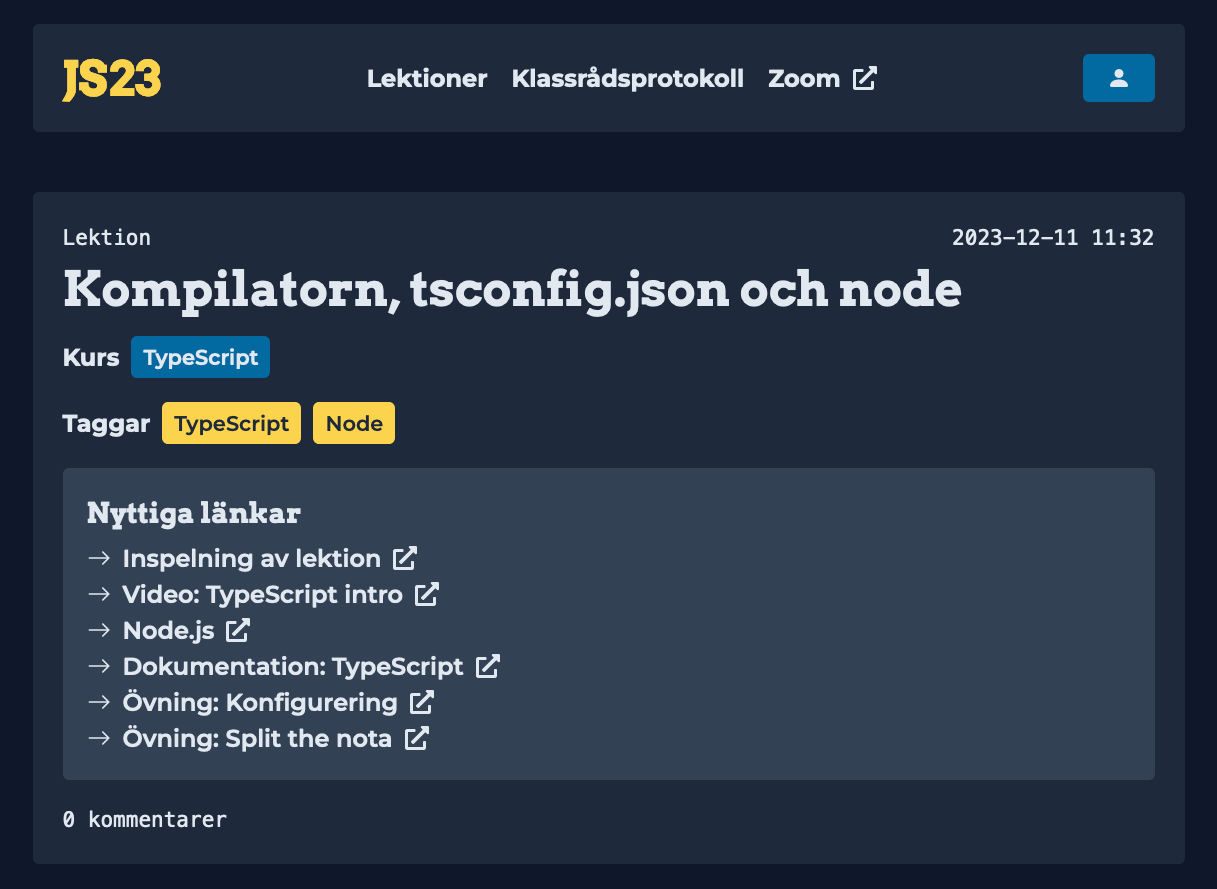 JS23 Lektioner Klassrådsprotokoll Zoom
Lektion 2023-12-11 11:32
Kompilatorn, tsconfig.json och node
Kurs TypeScript
Taggar TypeScript Node
Nyttiga länkar
→ Inspelning av lektion
→ Video: TypeScript intro
→ Node.js
→ Dokumentation: TypeScript
→ Övning: Konfigurering
→ Övning: Split the nota
0 kommentarer